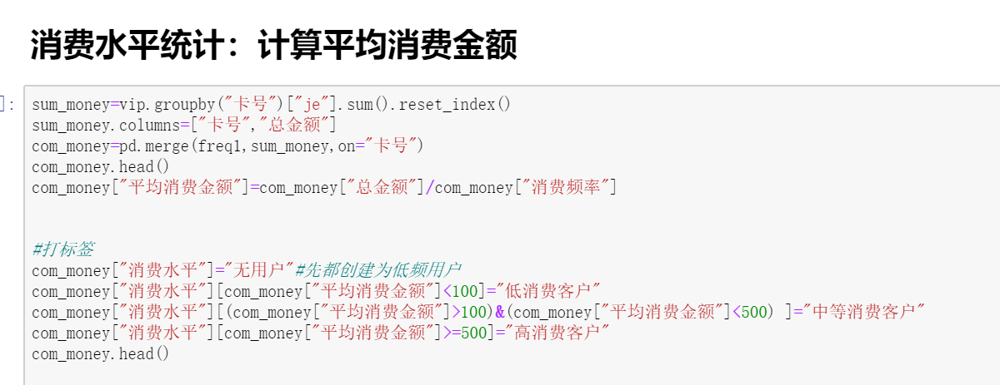 消费水平统计：计算平均消费金额
]:
sum_money=vip.groupby("卡号")["je"].sum().reset_index()
sum_money.columns=["卡号","总金额"]
com_money=pd.merge(freq1,sum_money,on="卡号")
com_money.head()
com_money["平均消费金额"]=com_money["总金额"]/com_money["消费频率"]
#打标签
com_money["消费水平"]="无用户"#先都创建为低频用户
com_money["消费水平"][com_money["平均消费金额"]<100]="低消费客户"
com_money["消费水平"][(com_money["平均消费金额"]>100)&(com_money["平均消费金额"]<500) ]="中等消费客户"
com_money["消费水平"][com_money["平均消费金额"]>=500]="高消费客户"
com_money.head()